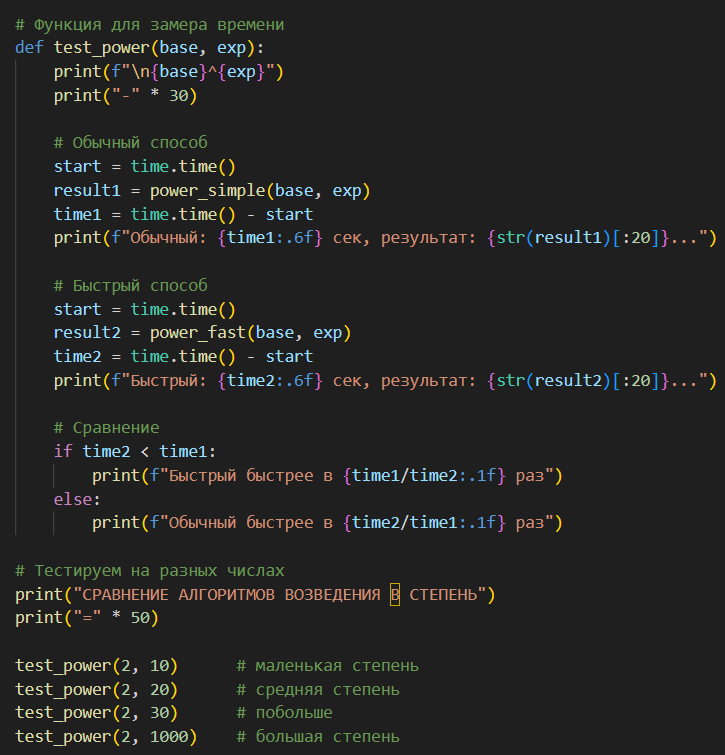 # Функция для замера времени
def test_power(base, exp):
    print(f"\n{base}^{exp}")
    print("-" * 30)

    # Обычный способ
    start = time.time()
    result1 = power_simple(base, exp)
    time1 = time.time() - start
    print(f"Обычный: {time1:.6f} сек, результат: {str(result1)[:20]}...")

    # Быстрый способ
    start = time.time()
    result2 = power_fast(base, exp)
    time2 = time.time() - start
    print(f"Быстрый: {time2:.6f} сек, результат: {str(result2)[:20]}...")

    # Сравнение
    if time2 < time1:
        print(f"Быстрый быстрее в {time1/time2:.1f} раз")
    else:
        print(f"Обычный быстрее в {time2/time1:.1f} раз")

# Тестируем на разных числах
print("СРАВНЕНИЕ АЛГОРИТМОВ ВОЗВЕДЕНИЯ В СТЕПЕНЬ")
print("=" * 50)

test_power(2, 10)      # маленькая степень
test_power(2, 20)      # средняя степень
test_power(2, 30)      # побольше
test_power(2, 1000)    # большая степень